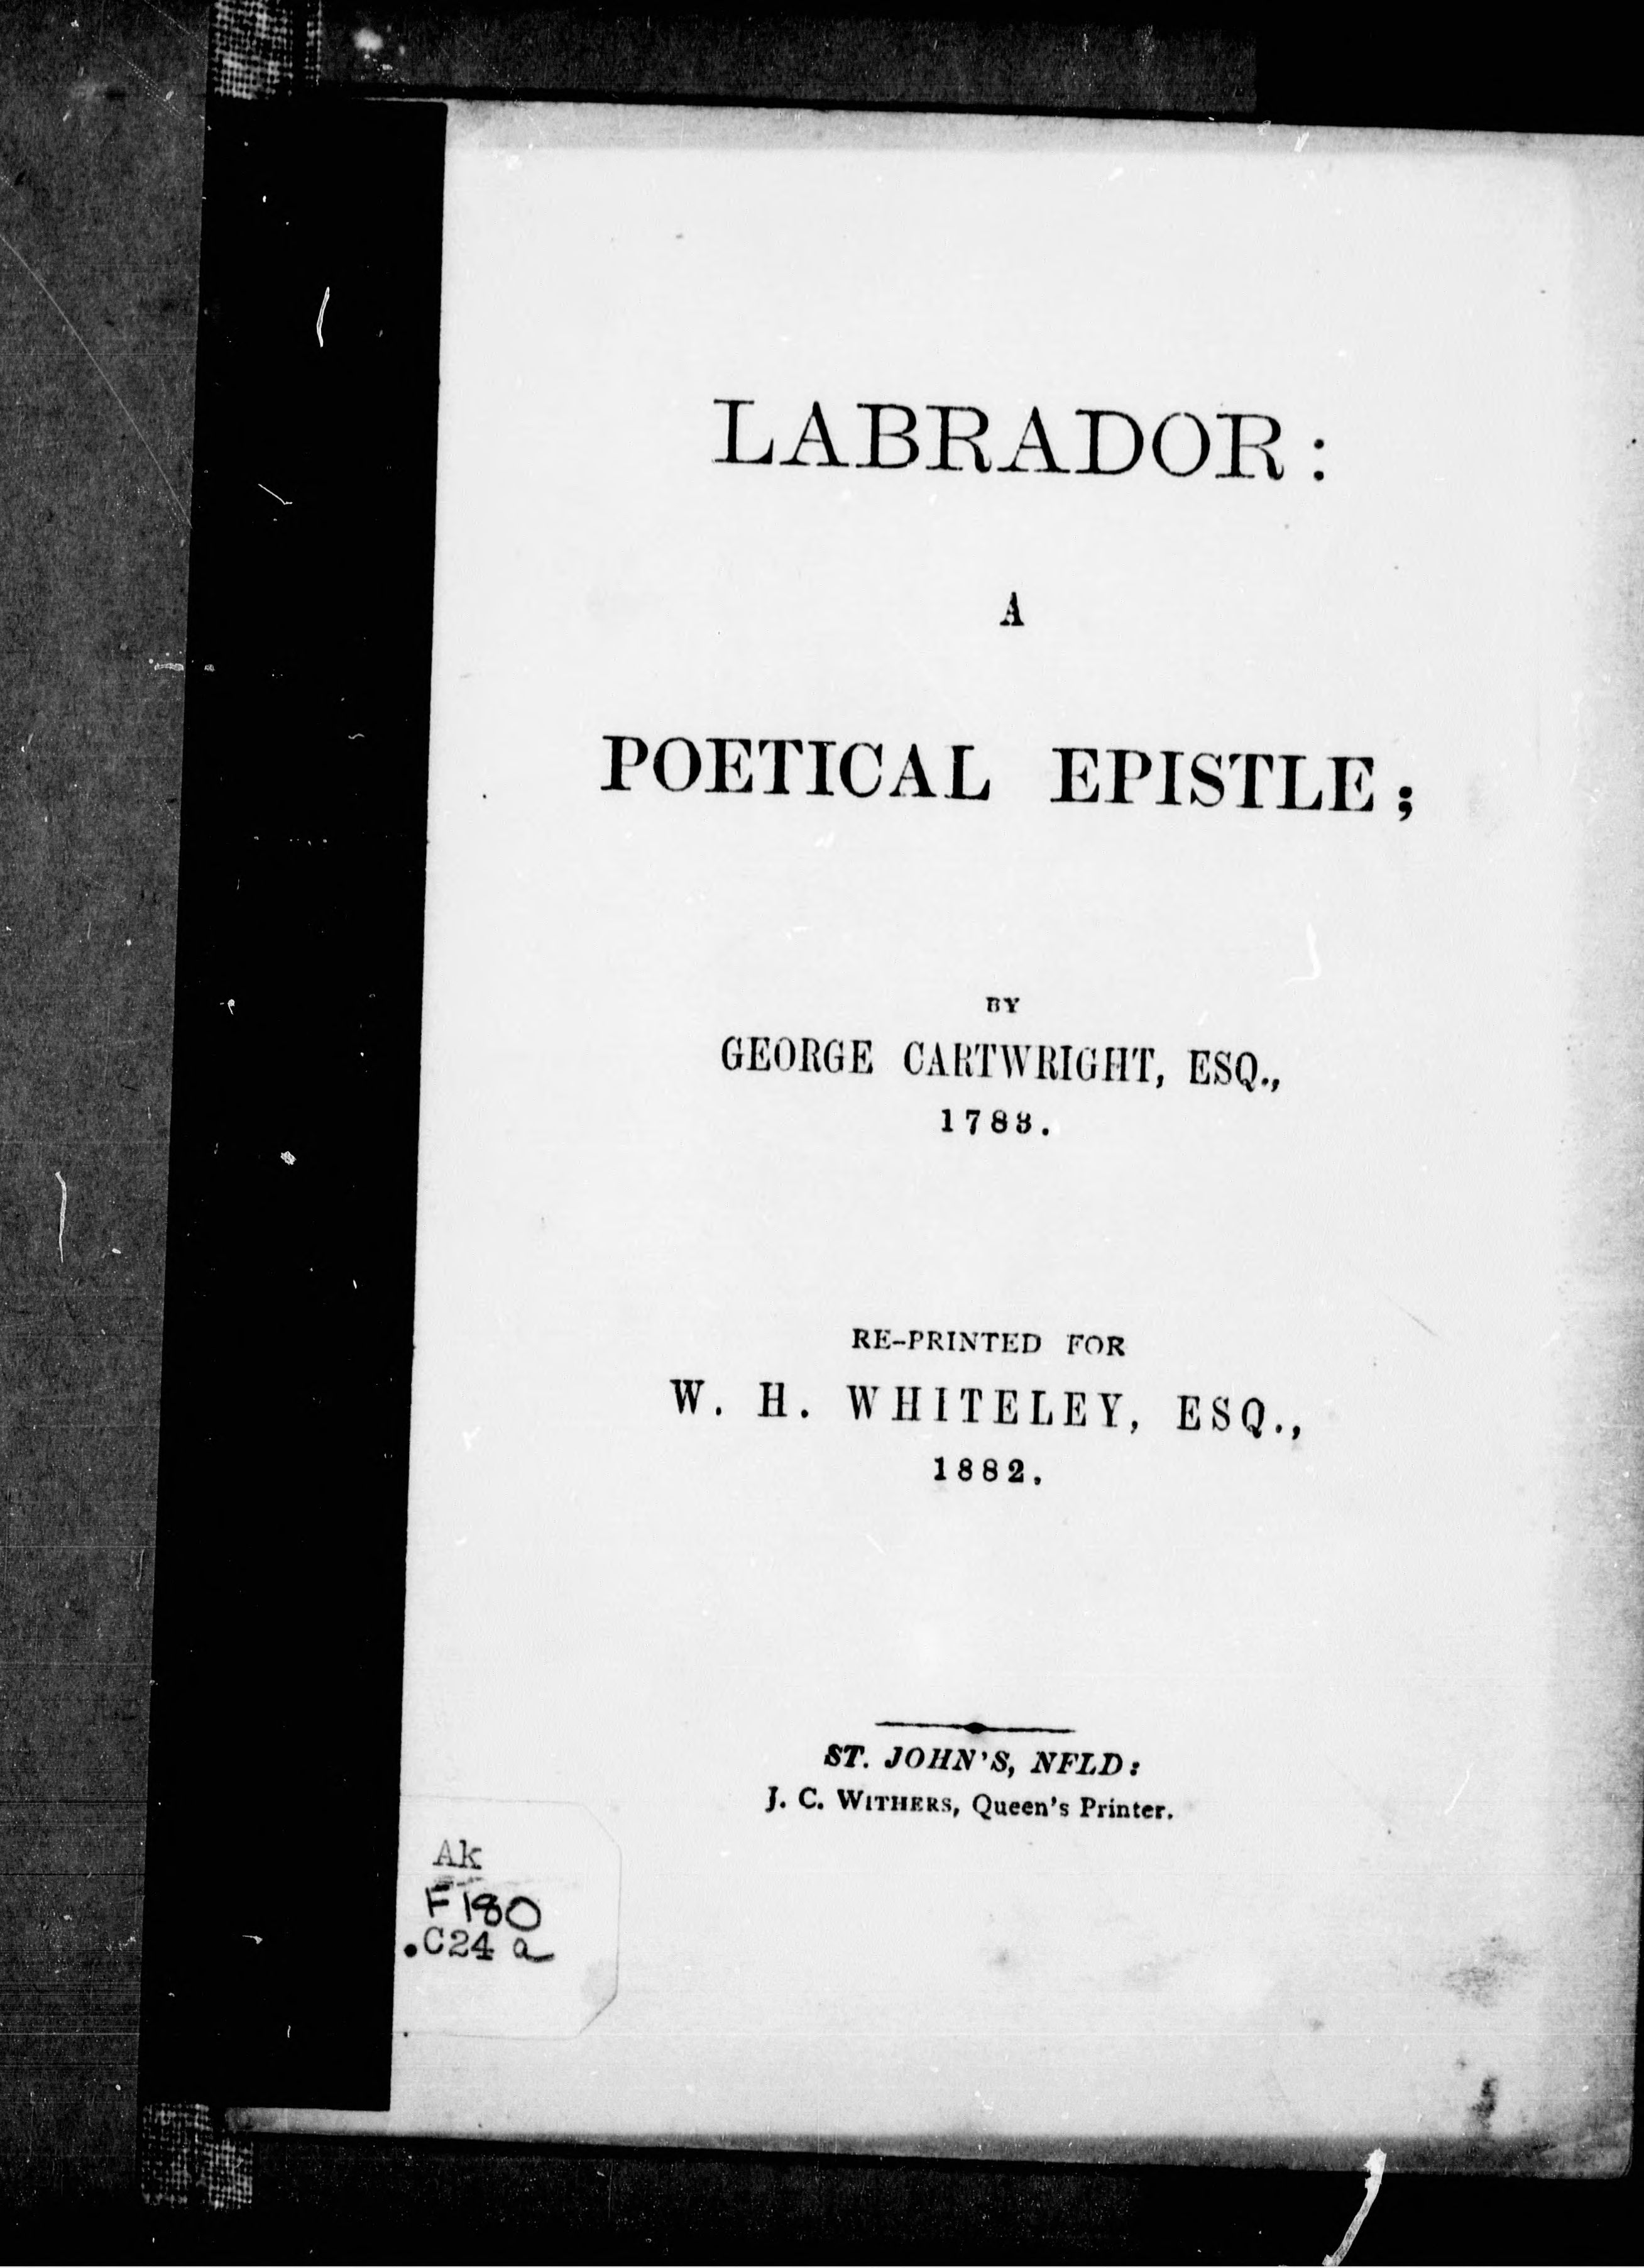 LABRADOR:
A
POETICAL EPISTLE;
BY
GEORGE CARTWRIGHT, ESQ.,
1783.
RE-PRINTED FOR
W. H. WHITELEY, ESQ.,
1882.
ST. JOHN'S, NFLD:
J. C. WITHERS, Queen's Printer.
Ak
F180
.C24 a